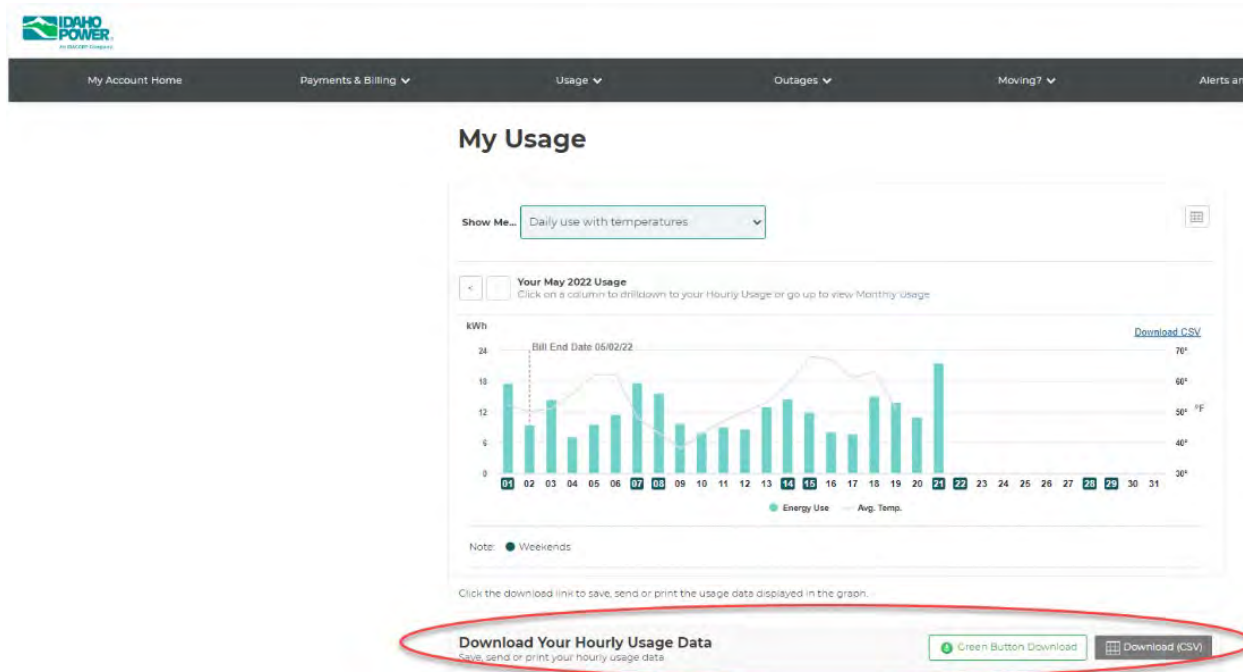 IDAHO
POWER
An IDACORP Company
My Account Home Payments & Billing Usage Outages Moving? Alerts an
My Usage
Show Me... Daily use with temperatures
< Your May 2022 Usage
Click on a column to drilldown to your Hourly Usage or go up to view Monthly usage
kWh
Download CSV
24 Bill End Date 05/02/22 70°
18 60°
12 50° °F
6 40°
0 30°
01 02 03 04 05 06 07 08 09 10 11 12 13 14 15 16 17 18 19 20 21 22 23 24 25 26 27 28 29 30 31
Energy Use Avg. Temp.
Note: Weekends
Click the download link to save, send or print the usage data displayed in the graph.
Download Your Hourly Usage Data Green Button Download Download (CSV)
Save, send or print your hourly usage data